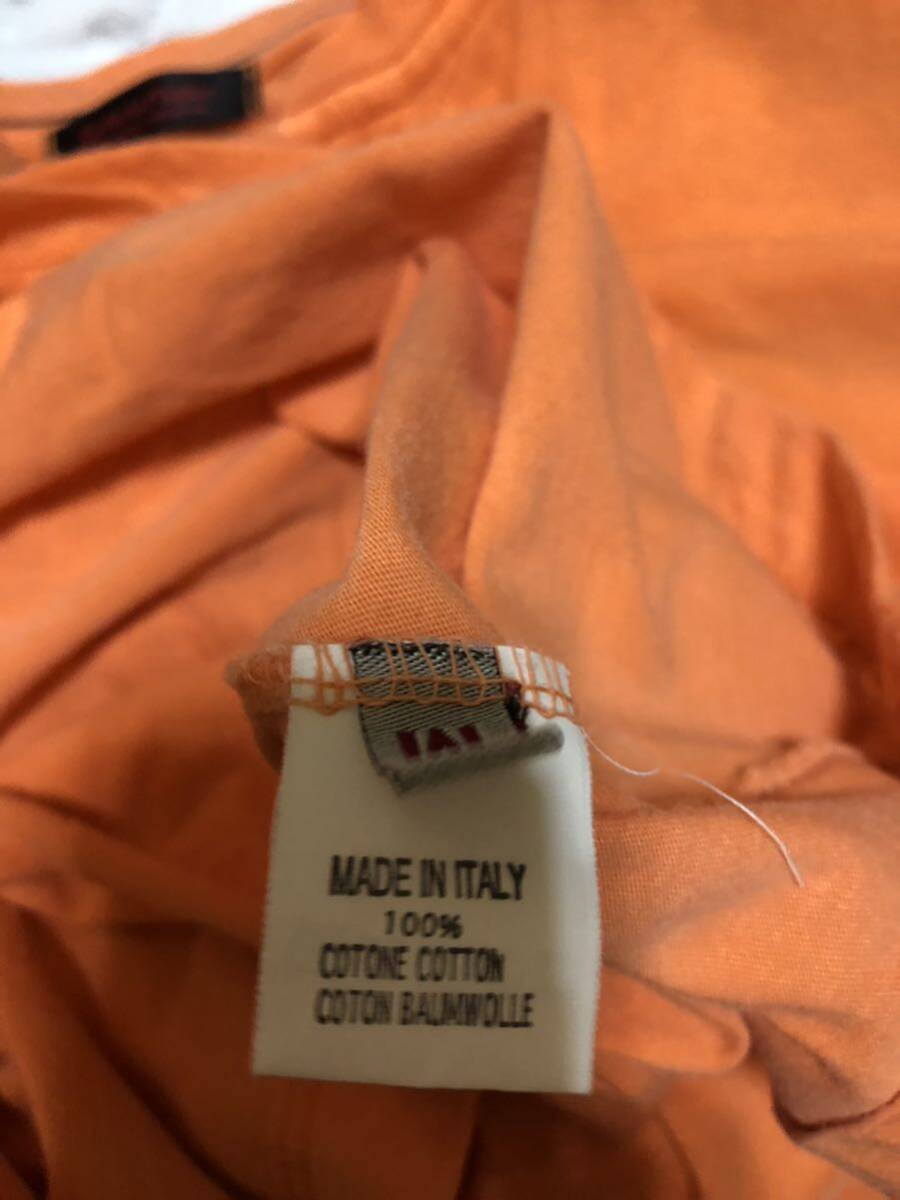 MADE IN ITALY
100%
COTONE COTTON
COTON BAUMWOLLE